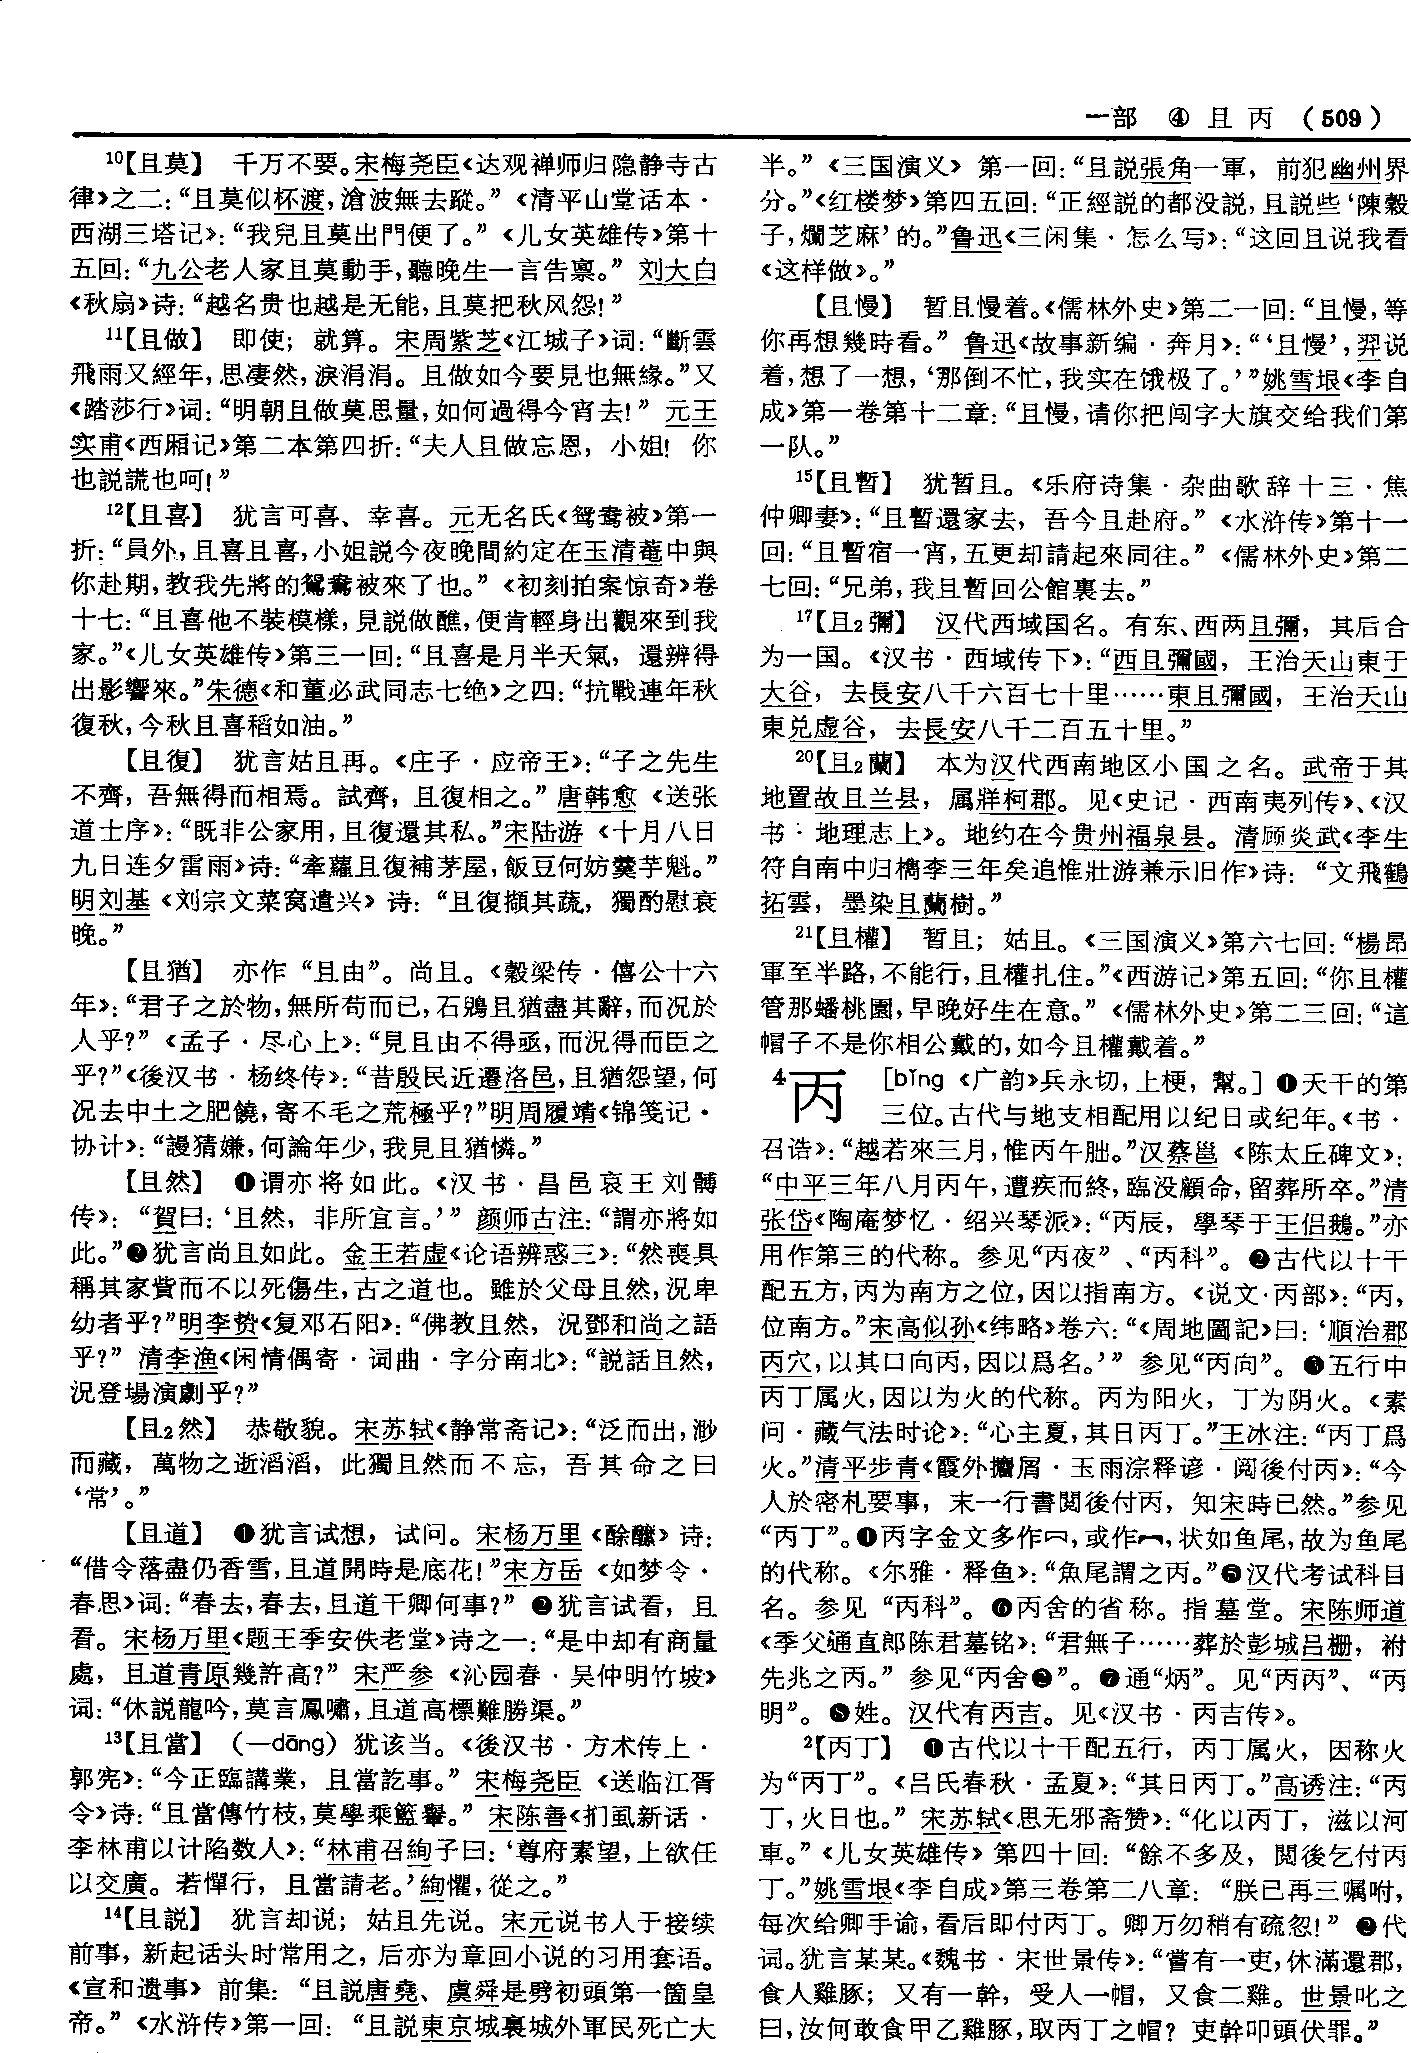 一部 ④ 且 丙 （509）
10【且莫】 千万不要。宋梅尧臣《达观禅师归隐静寺古
律》之二：“且莫似杯渡，滄波無去蹤。”《清平山堂话本·
西湖三塔记》：“我兒且莫出門便了。”《儿女英雄传》第十
五回：“九公老人家且莫動手，聽晚生一言告禀。” 刘大白
《秋扇》诗：“越名贵也越是无能，且莫把秋风怨！”
11【且做】 即使；就算。宋周紫芝《江城子》词：“斷雲
飛雨又經年，思凄然，淚涓涓。且做如今要見也無緣。”又
《踏莎行》词：“明朝且做莫思量，如何過得今宵去！” 元王
实甫《西厢记》第二本第四折：“夫人且做忘恩，小姐！你
也説謊也呵！”
12【且喜】 犹言可喜、幸喜。元无名氏《鸳鸯被》第一
折：“員外，且喜且喜，小姐説今夜晚間約定在玉清菴中與
你赴期，教我先將的鴛鴦被來了也。”《初刻拍案惊奇》卷
十七：“且喜他不裝模樣，見説做醮，便肯輕身出觀來到我
家。”《儿女英雄传》第三一回：“且喜是月半天氣，還辨得
出影響來。”朱德《和董必武同志七绝》之四：“抗戰連年秋
復秋，今秋且喜稻如油。”
【且復】 犹言姑且再。《庄子·应帝王》：“子之先生
不齊，吾無得而相焉。試齊，且復相之。”唐韩愈《送张
道士序》：“既非公家用，且復還其私。”宋陆游《十月八日
九日连夕雷雨》诗：“牽蘿且復補茅屋，飯豆何妨羹芋魁。”
明刘基《刘宗文菜窝遣兴》诗：“且復擷其蔬，獨酌慰衰
晚。”
【且猶】 亦作“且由”。尚且。《穀梁传·僖公十六
年》：“君子之於物，無所苟而已，石鶂且猶盡其辭，而况於
人乎？”《孟子·尽心上》：“見且由不得亟，而況得而臣之
乎？”《後汉书·杨终传》：“昔殷民近遷洛邑，且猶怨望，何
况去中土之肥饒，寄不毛之荒極乎？”明周履靖《锦笺记·
协计》：“謾猜嫌，何論年少，我見且猶憐。”
【且然】 ❶谓亦将如此。《汉书·昌邑哀王刘髆
传》：“賀曰：‘且然，非所宜言。’” 颜师古注：“謂亦將如
此。”❷犹言尚且如此。金王若虚《论语辨惑三》：“然喪具
稱其家貲而不以死傷生，古之道也。雖於父母且然，況卑
幼者乎？”明李贽《复邓石阳》：“佛教且然，況鄧和尚之語
乎？” 清李渔《闲情偶寄·词曲·字分南北》：“説話且然，
況登場演劇乎？”
【且2然】 恭敬貌。宋苏轼《静常斋记》：“泛而出，渺
而藏，萬物之逝滔滔，此獨且然而不忘，吾其命之曰
‘常’。”
【且道】 ❶犹言试想，试问。宋杨万里《酴醾》诗：
“借令落盡仍香雪，且道開時是底花！”宋方岳《如梦令·
春思》词：“春去，春去，且道干卿何事？” ❷犹言试看，且
看。宋杨万里《题王季安佚老堂》诗之一：“是中却有商量
處，且道青原幾許高？” 宋严参《沁园春·吴仲明竹坡》
词：“休説龍吟，莫言鳳嘯，且道高標難勝渠。”
13【且當】 （—dāng）犹该当。《後汉书·方术传上·
郭宪》：“今正臨講業，且當訖事。” 宋梅尧臣《送临江胥
令》诗：“且當傳竹枝，莫學乘籃轝。” 宋陈善《扪虱新话·
李林甫以计陷数人》：“林甫召絢子曰：‘尊府素望，上欲任
以交廣。若憚行，且當請老。’絢懼，從之。”
14【且説】 犹言却说；姑且先说。宋元说书人于接续
前事，新起话头时常用之，后亦为章回小说的习用套语。
《宣和遗事》前集：“且説唐堯、虞舜是劈初頭第一箇皇
帝。”《水浒传》第一回：“且説東京城裏城外軍民死亡大
半。”《三国演义》第一回：“且説張角一軍，前犯幽州界
分。”《红楼梦》第四五回：“正經説的都没説，且説些‘陳穀
子，爛芝麻’的。”鲁迅《三闲集·怎么写》：“这回且说我看
《这样做》。”
【且慢】 暂且慢着。《儒林外史》第二一回：“且慢，等
你再想幾時看。” 鲁迅《故事新编·奔月》：“‘且慢’，羿说
着，想了一想，‘那倒不忙，我实在饿极了。’”姚雪垠《李自
成》第一卷第十二章：“且慢，请你把闯字大旗交给我们第
一队。”
15【且暫】 犹暂且。《乐府诗集·杂曲歌辞十三·焦
仲卿妻》：“且暫還家去，吾今且赴府。”《水浒传》第十一
回：“且暫宿一宵，五更却請起來同往。”《儒林外史》第二
七回：“兄弟，我且暫回公館裏去。”
17【且2彌】 汉代西域国名。有东、西两且彌，其后合
为一国。《汉书·西域传下》：“西且彌國，王治天山東于
大谷，去長安八千六百七十里……東且彌國，王治天山
東兑虚谷，去長安八千二百五十里。”
20【且2蘭】 本为汉代西南地区小国之名。武帝于其
地置故且兰县，属牂柯郡。见《史记·西南夷列传》、《汉
书·地理志上》。地约在今贵州福泉县。清顾炎武《李生
符自南中归檇李三年矣追惟壮游兼示旧作》诗：“文飛鶴
拓雲，墨染且蘭樹。”
21【且權】 暂且；姑且。《三国演义》第六七回：“楊昂
軍至半路，不能行，且權扎住。”《西游记》第五回：“你且權
管那蟠桃園，早晚好生在意。”《儒林外史》第二三回：“道
帽子不是你相公戴的，如今且權戴着。”
4丙 ［bǐng《广韵》兵永切，上梗，幫。］❶天干的第
三位。古代与地支相配用以纪日或纪年。《书·
召诰》：“越若來三月，惟丙午朏。”汉蔡邕《陈太丘碑文》：
“中平三年八月丙午，遭疾而終，臨没顧命，留葬所卒。”清
张岱《陶庵梦忆·绍兴琴派》：“丙辰，學琴于王侣鵝。”亦
用作第三的代称。参见“丙夜”、“丙科”。❷古代以十干
配五方，丙为南方之位，因以指南方。《说文·丙部》：“丙，
位南方。”宋高似孙《纬略》卷六：“《周地圖記》曰：‘順治郡
丙穴，以其口向丙，因以爲名。’” 参见“丙向”。❸五行中
丙丁属火，因以为火的代称。丙为阳火，丁为阴火。《素
问·藏气法时论》：“心主夏，其日丙丁。”王冰注：“丙丁爲
火。”清平步青《霞外攟屑·玉雨淙释谚·阅後付丙》：“今
人於密札要事，末一行書閲後付丙，知宋時已然。”参见
“丙丁”。❹丙字金文多作，或作，状如鱼尾，故为鱼尾
的代称。《尔雅·释鱼》：“魚尾謂之丙。”❺汉代考试科目
名。参见“丙科”。❻丙舍的省称。指墓堂。宋陈师道
《季父通直郎陈君墓铭》：“君無子……葬於彭城吕栅，祔
先兆之丙。” 参见“丙舍❷”。❼通“炳”。见“丙丙”、“丙
明”。❽姓。汉代有丙吉。见《汉书·丙吉传》。
2【丙丁】 ❶古代以十干配五行，丙丁属火，因称火
为“丙丁”。《吕氏春秋·孟夏》：“其日丙丁。”高诱注：“丙
丁，火日也。” 宋苏轼《思无邪斋赞》：“化以丙丁，滋以河
車。”《儿女英雄传》第四十回：“餘不多及，閲後乞付丙
丁。”姚雪垠《李自成》第三卷第二八章：“朕已再三嘱咐，
每次给卿手谕，看后即付丙丁。卿万勿稍有疏忽！” ❷代
词。犹言某某。《魏书·宋世景传》：“嘗有一吏，休滿還郡，
食人雞豚；又有一幹，受人一帽，又食二雞。世景叱之
曰，汝何敢食甲乙雞豚，取丙丁之帽？吏幹叩頭伏罪。”